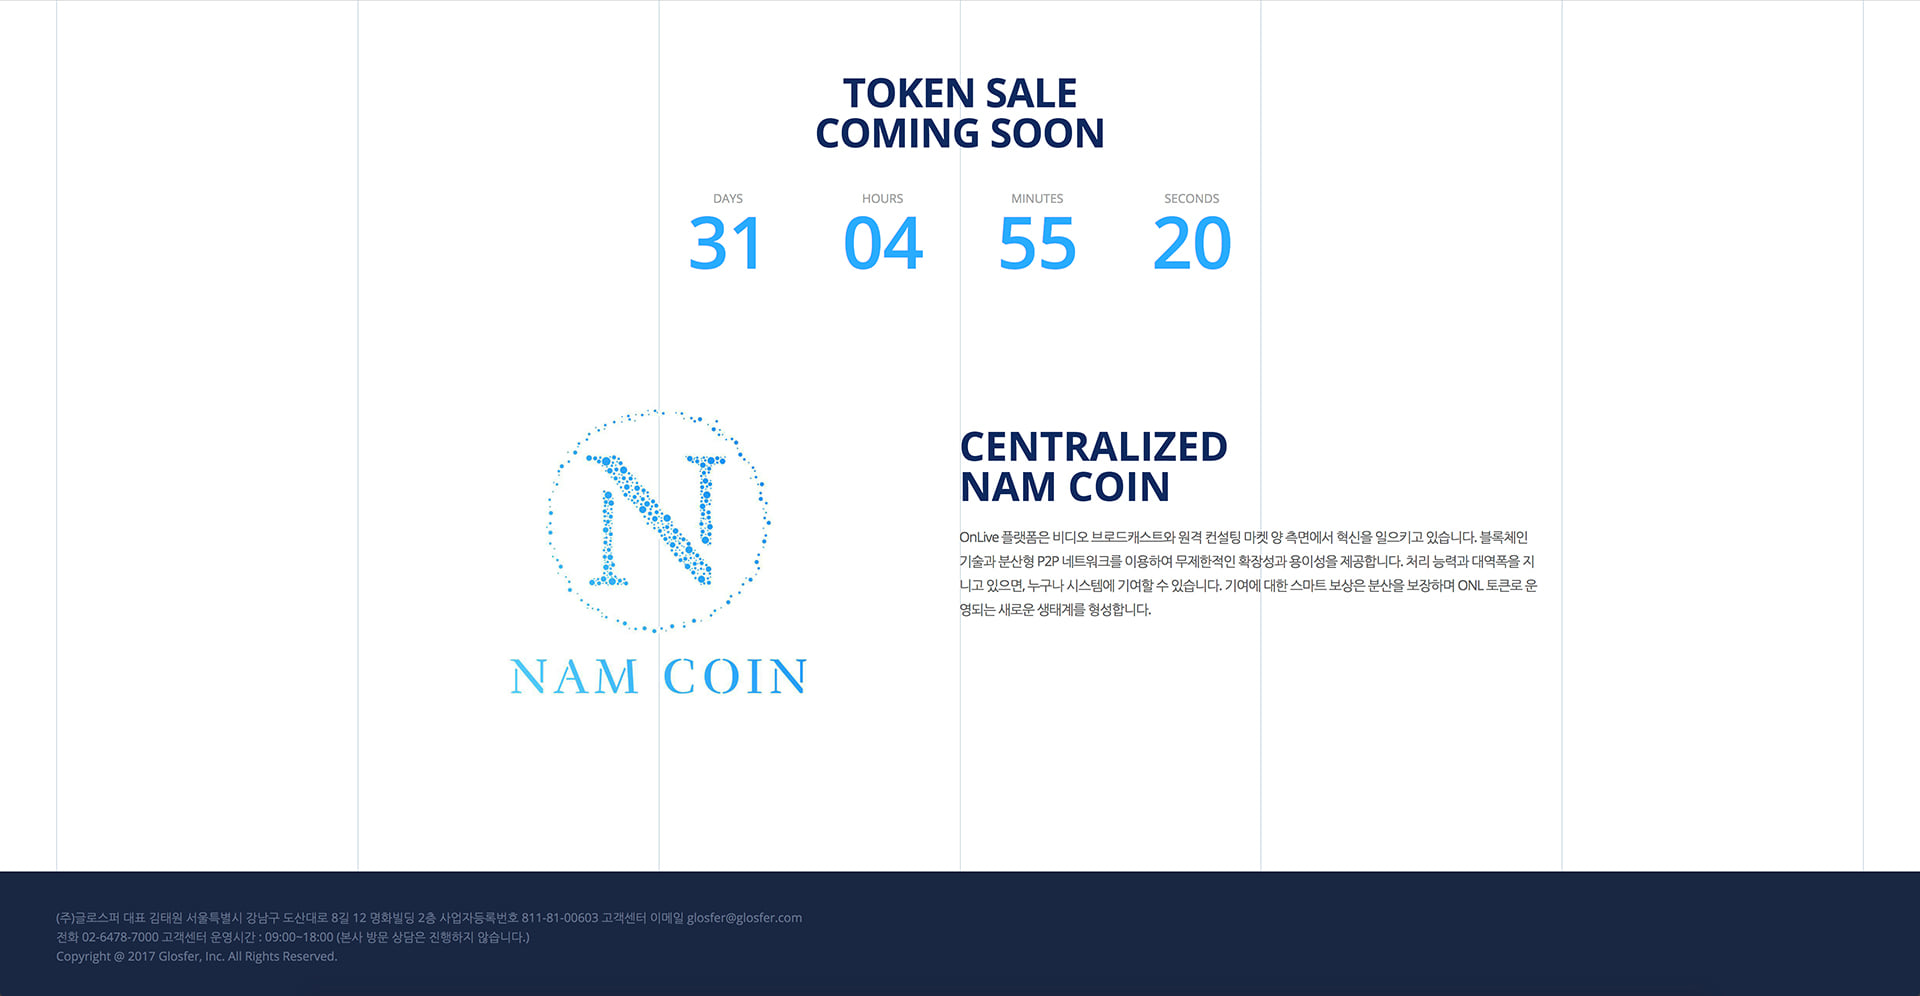 TOKEN SALE
COMING SOON
DAYS HOURS MINUTES SECONDS
31 04 55 20
N
NAM COIN
CENTRALIZED
NAM COIN
OnLive 플랫폼은 비디오 브로드캐스트와 원격 컨설팅 마켓 양 측면에서 혁신을 일으키고 있습니다. 블록체인
기술과 분산형 P2P 네트워크를 이용하여 무제한적인 확장성과 용이성을 제공합니다. 처리 능력과 대역폭을 지
니고 있으면, 누구나 시스템에 기여할 수 있습니다. 기여에 대한 스마트 보상은 분산을 보장하며 ONL 토큰로 운
영되는 새로운 생태계를 형성합니다.
(주)글로스퍼 대표 김태원 서울특별시 강남구 도산대로 8길 12 명화빌딩 2층 사업자등록번호 811-81-00603 고객센터 이메일 glosfer@glosfer.com
전화 02-6478-7000 고객센터 운영시간 : 09:00~18:00 (본사 방문 상담은 진행하지 않습니다.)
Copyright @ 2017 Glosfer, Inc. All Rights Reserved.